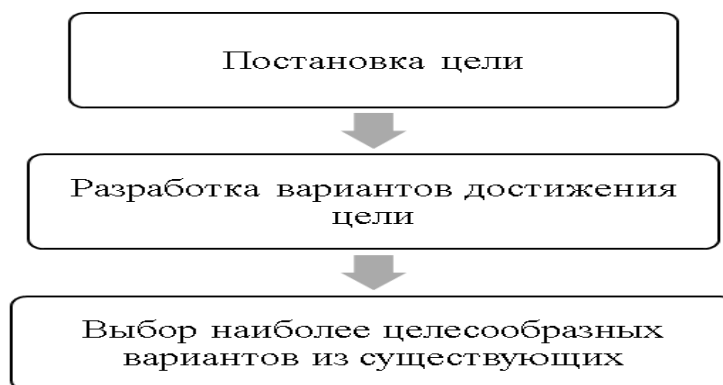 Постановка цели
Разработка вариантов достижения
цели
Выбор наиболее целесообразных
вариантов из существующих